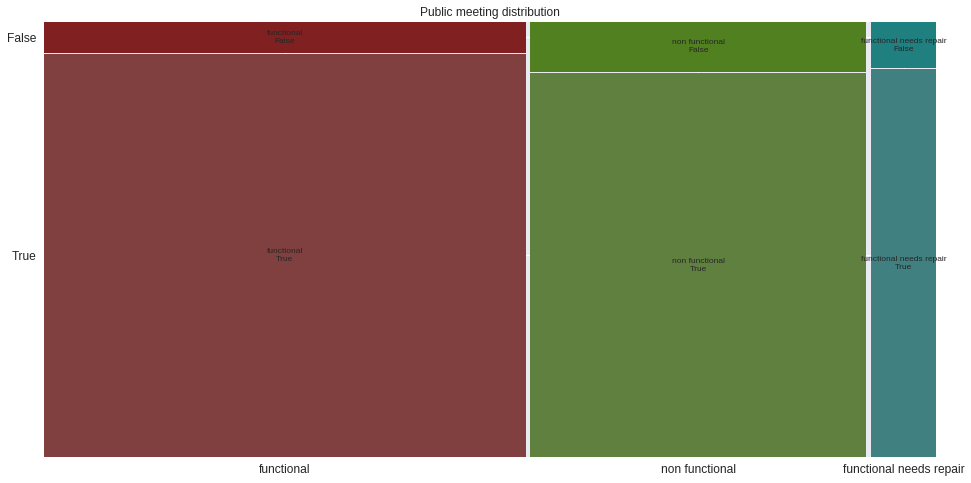 Public meeting distribution
False
functional
False
non functional
False
functional needs repair
False
True
functional
True
non functional
True
functional needs repair
True
functional
non functional
functional needs repair